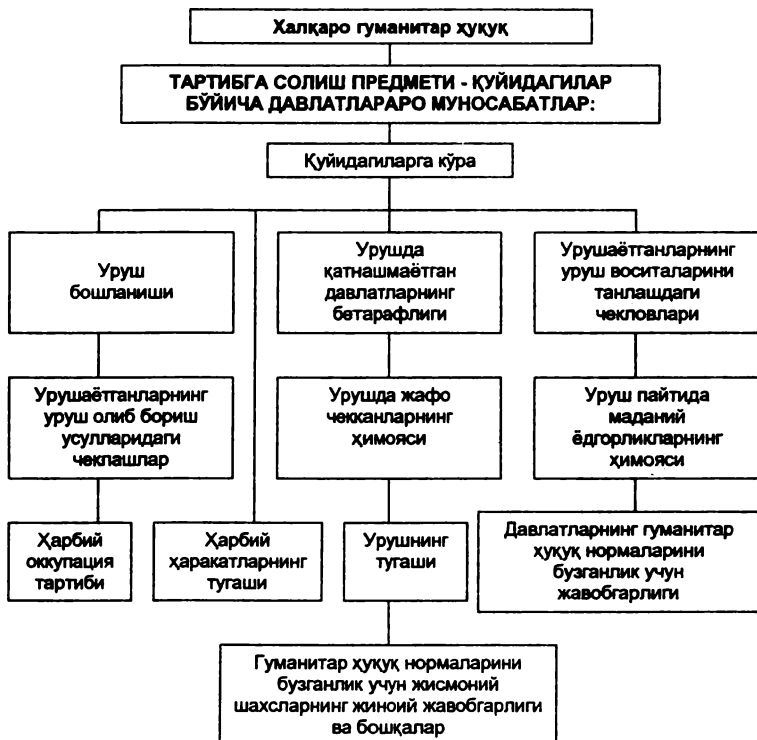 Халқаро гуманитар ҳуқуқ
ТАРТИБГА СОЛИШ ПРЕДМЕТИ - ҚУЙИДАГИЛАР
БЎЙИЧА ДАВЛАТЛАРАРО МУНОСАБАТЛАР:
Қуйидагиларга кўра
Уруш
бошланиши
Урушда
қатнашмаётган
давлатларнинг
бетарафлиги
Урушаётганларнинг
уруш воситаларини
танлашдаги
чекловлари
Урушаётганларнинг
уруш олиб бориш
усулларидаги
чеклашлар
Урушда жафо
чекканларнинг
ҳимояси
Уруш пайтида
маданий
ёдгорликларнинг
ҳимояси
Ҳарбий
оккупация
тартиби
Ҳарбий
ҳаракатларнинг
тугаши
Урушнинг
тугаши
Давлатларнинг гуманитар
ҳуқуқ нормаларини
бузганлик учун
жавобгарлиги
Гуманитар ҳуқуқ нормаларини
бузганлик учун жисмоний
шахсларнинг жиноий жавобгарлиги
ва бошқалар